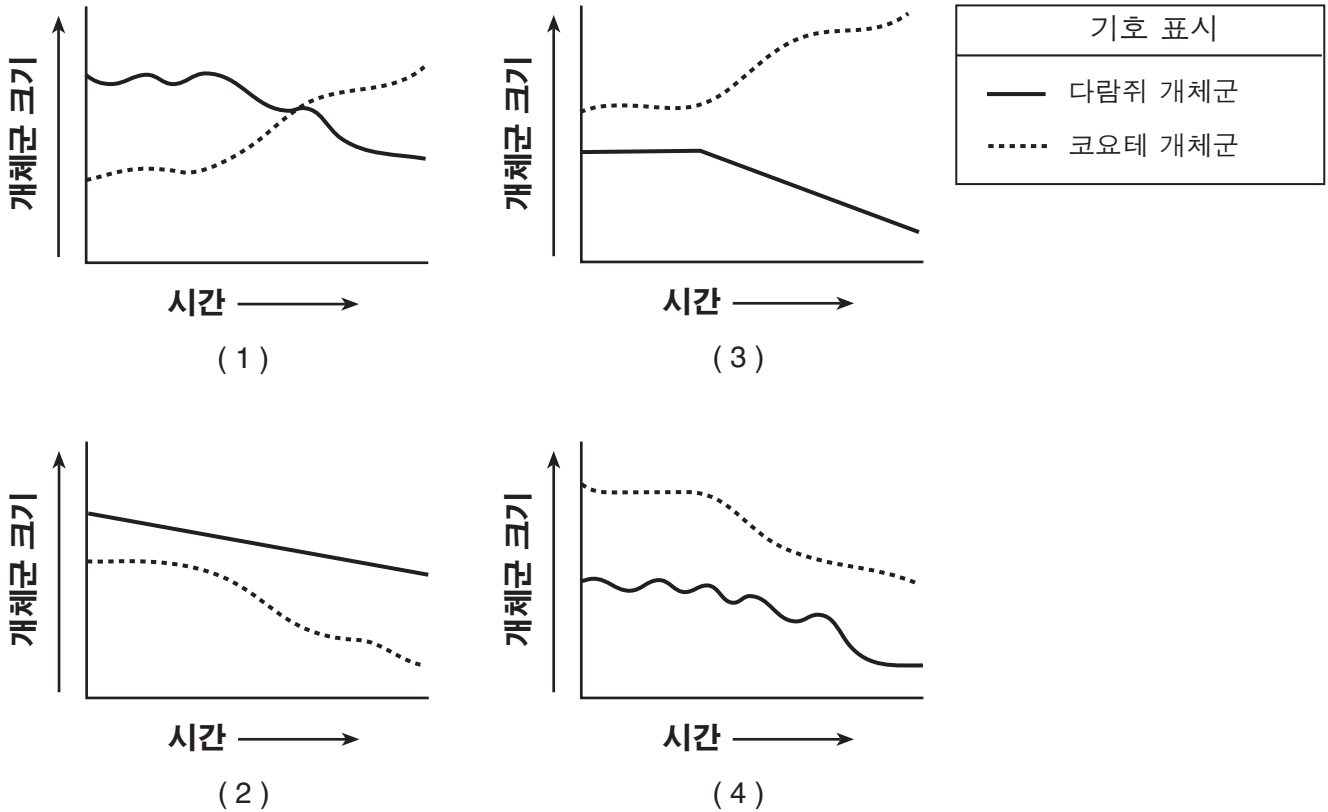 개체군 크기
시간
( 1 )
개체군 크기
시간
( 3 )
기호 표시
다람쥐 개체군
코요테 개체군
개체군 크기
시간
( 2 )
개체군 크기
시간
( 4 )